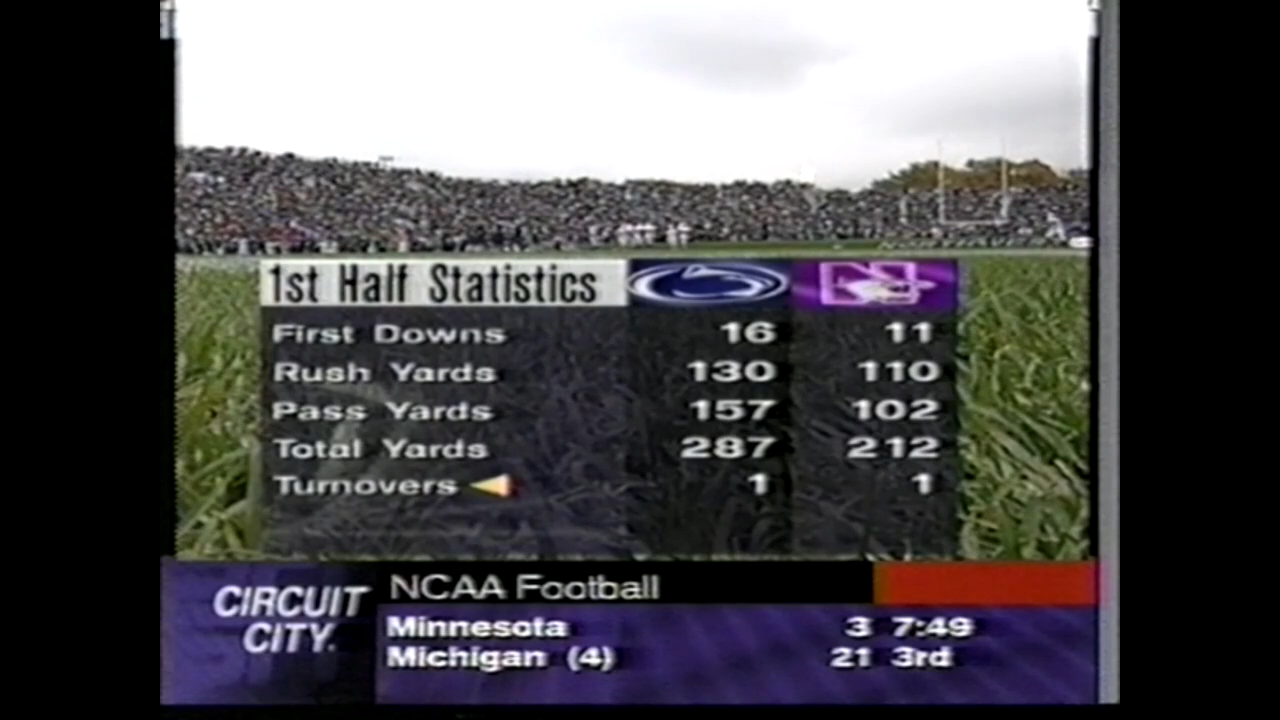 1st Half Statistics
First Downs 16 11
Rush Yards 130 110
Pass Yards 157 102
Total Yards 287 212
Turnovers 1 1
CIRCUIT CITY.
NCAA Football
Minnesota 3 7:49
Michigan (4) 21 3rd